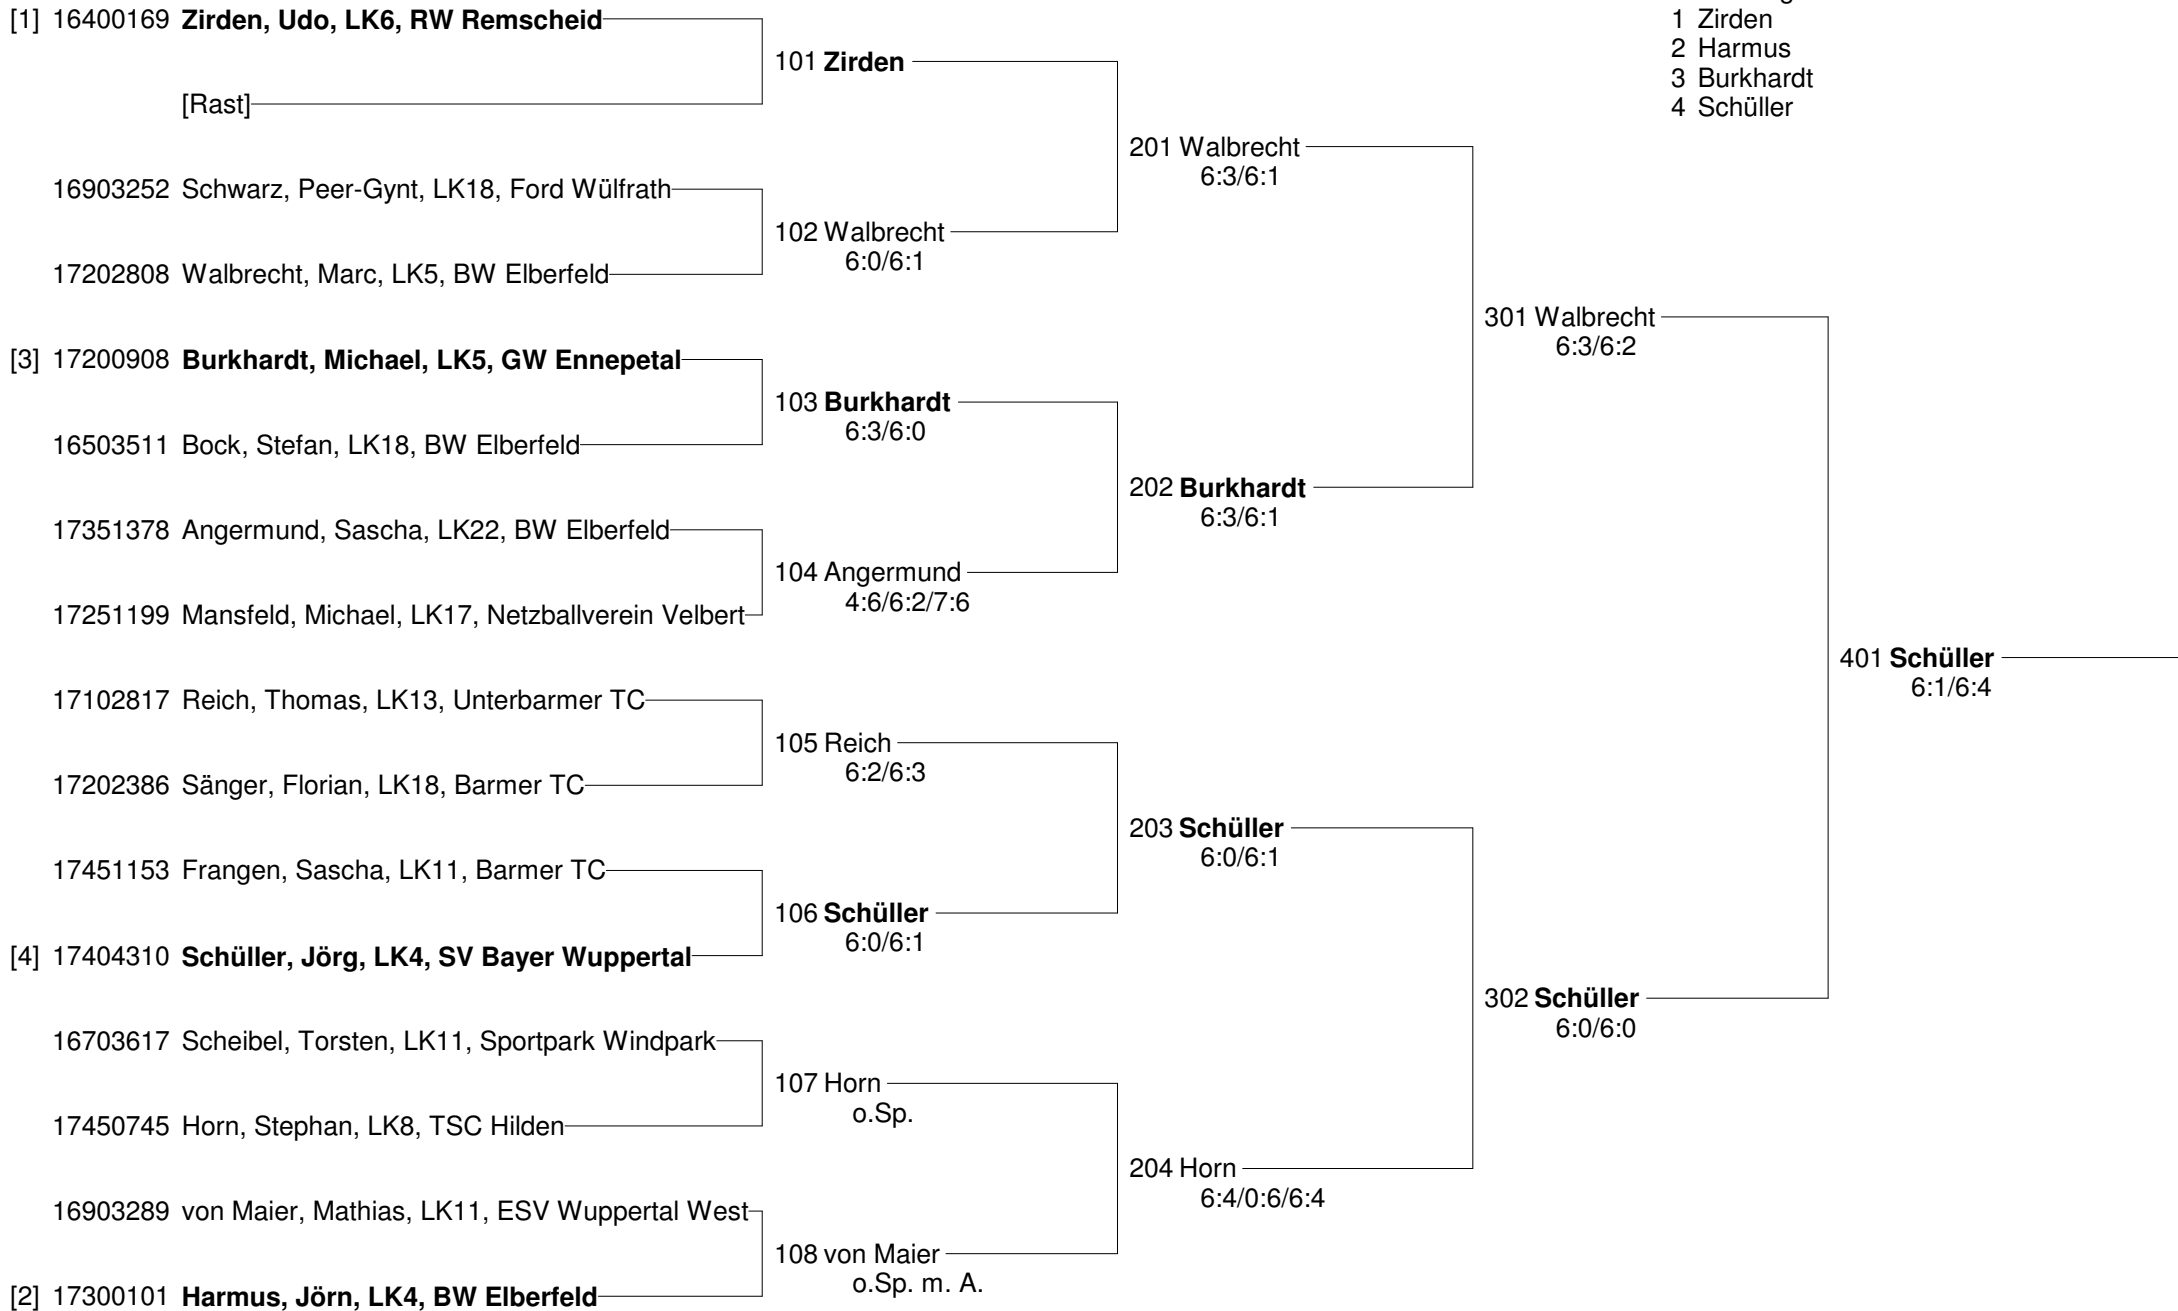 [1] 16400169 Zirden, Udo, LK6, RW Remscheid
[Rast]
16903252 Schwarz, Peer-Gynt, LK18, Ford Wülfrath
17202808 Walbrecht, Marc, LK5, BW Elberfeld
[3] 17200908 Burkhardt, Michael, LK5, GW Ennepetal
16503511 Bock, Stefan, LK18, BW Elberfeld
17351378 Angermund, Sascha, LK22, BW Elberfeld
17251199 Mansfeld, Michael, LK17, Netzballverein Velbert
17102817 Reich, Thomas, LK13, Unterbarmer TC
17202386 Sänger, Florian, LK18, Barmer TC
17451153 Frangen, Sascha, LK11, Barmer TC
[4] 17404310 Schüller, Jörg, LK4, SV Bayer Wuppertal
16703617 Scheibel, Torsten, LK11, Sportpark Windpark
17450745 Horn, Stephan, LK8, TSC Hilden
16903289 von Maier, Mathias, LK11, ESV Wuppertal West
[2] 17300101 Harmus, Jörn, LK4, BW Elberfeld
101 Zirden
102 Walbrecht
6:0/6:1
103 Burkhardt
6:3/6:0
104 Angermund
4:6/6:2/7:6
105 Reich
6:2/6:3
106 Schüller
6:0/6:1
107 Horn
o.Sp.
108 von Maier
o.Sp. m. A.
201 Walbrecht
6:3/6:1
202 Burkhardt
6:3/6:1
203 Schüller
6:0/6:1
204 Horn
6:4/0:6/6:4
301 Walbrecht
6:3/6:2
302 Schüller
6:0/6:0
401 Schüller
6:1/6:4
1 Zirden
2 Harmus
3 Burkhardt
4 Schüller